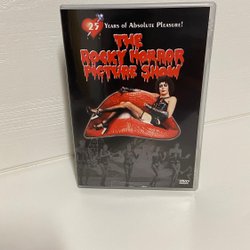 25 Years of Absolute Pleasure!
THE
ROCKY HORROR
PICTURE SHOW
DVD